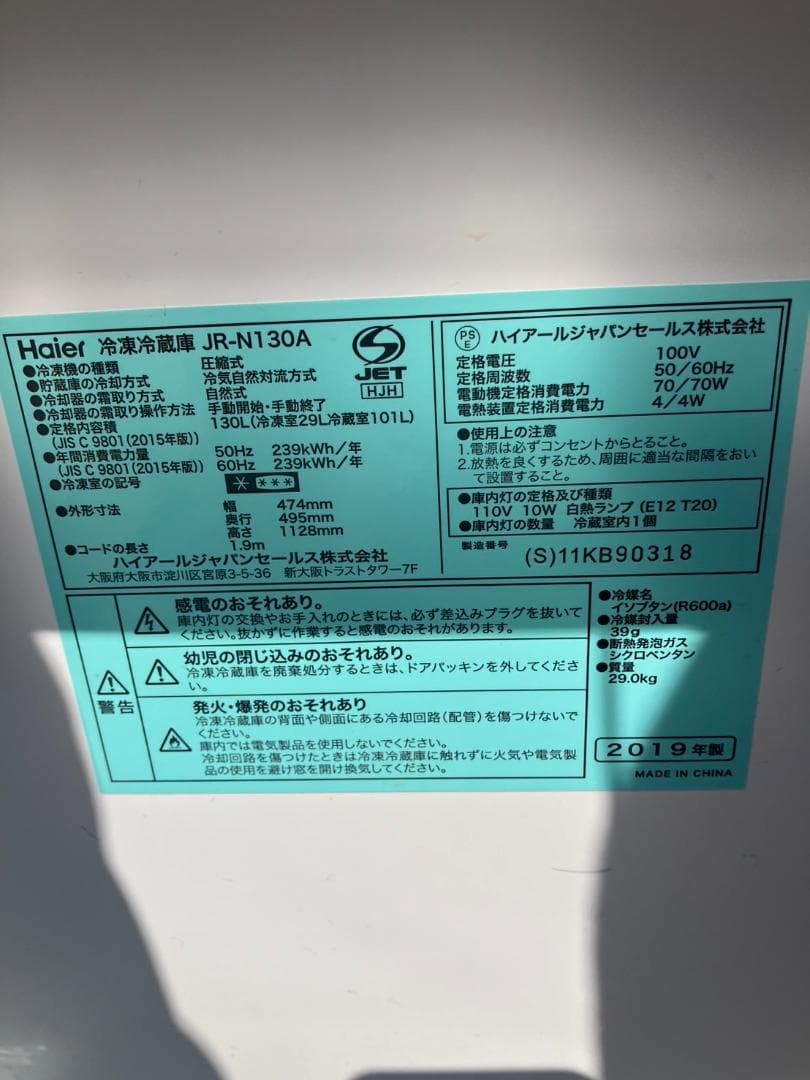 Haier 冷凍冷蔵庫 JR-N130A
●冷凍機の種類 圧縮式
●貯蔵庫の冷却方式 冷気自然対流方式
●冷却器の霜取り方式 自然式
●冷却器の霜取り操作方法 手動開始・手動終了
●定格内容積 130L(冷凍室29L冷蔵室101L)
(JIS C 9801(2015年版))
●年間消費電力量 50Hz 239kWh/年
(JIS C 9801(2015年版)) 60Hz 239kWh/年
●冷凍室の記号
●外形寸法 幅 474mm
奥行 495mm
高さ 1128mm
●コードの長さ 1.9m
ハイアールジャパンセールス株式会社
大阪府大阪市淀川区宮原3-5-36 新大阪トラストタワー7F
S
JET
HJH
PS
E
ハイアールジャパンセールス株式会社
定格電圧 100V
定格周波数 50/60Hz
電動機定格消費電力 70/70W
電熱装置定格消費電力 4/4W
●使用上の注意
1.電源は必ずコンセントからとること。
2.放熱を良くするため、周囲に適当な間隔をおい
て設置すること。
●庫内灯の定格及び種類
110V 10W 白熱ランプ(E12 T20)
●庫内灯の数量 冷蔵室内1個
製造番号 (S)11KB90318
警告
感電のおそれあり。
庫内灯の交換やお手入れのときには、必ず差込みプラグを抜いて
ください。抜かずに作業すると感電のおそれがあります。
幼児の閉じ込みのおそれあり。
冷凍冷蔵庫を廃棄処分するときは、ドアパッキンを外してくださ
い。
発火・爆発のおそれあり
冷凍冷蔵庫の背面や側面にある冷却回路(配管)を傷つけないで
ください。
庫内では電気製品を使用しないでください。
冷却回路を傷つけたときは冷凍冷蔵庫に触れずに火気や電気製
品の使用を避け窓を開け換気してください。
●冷媒名
イソブタン(R600a)
●冷媒封入量
39g
●断熱発泡ガス
シクロペンタン
●質量
29.0kg
2019年製
MADE IN CHINA